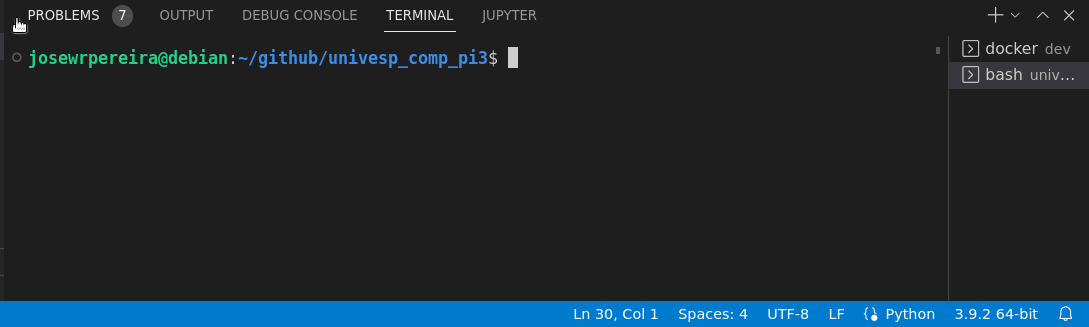 PROBLEMS 7 OUTPUT DEBUG CONSOLE TERMINAL JUPYTER
josewrpereira@debian:~/github/univesp_comp_pi3$
docker dev
bash univ...
Ln 30, Col 1 Spaces: 4 UTF-8 LF Python 3.9.2 64-bit